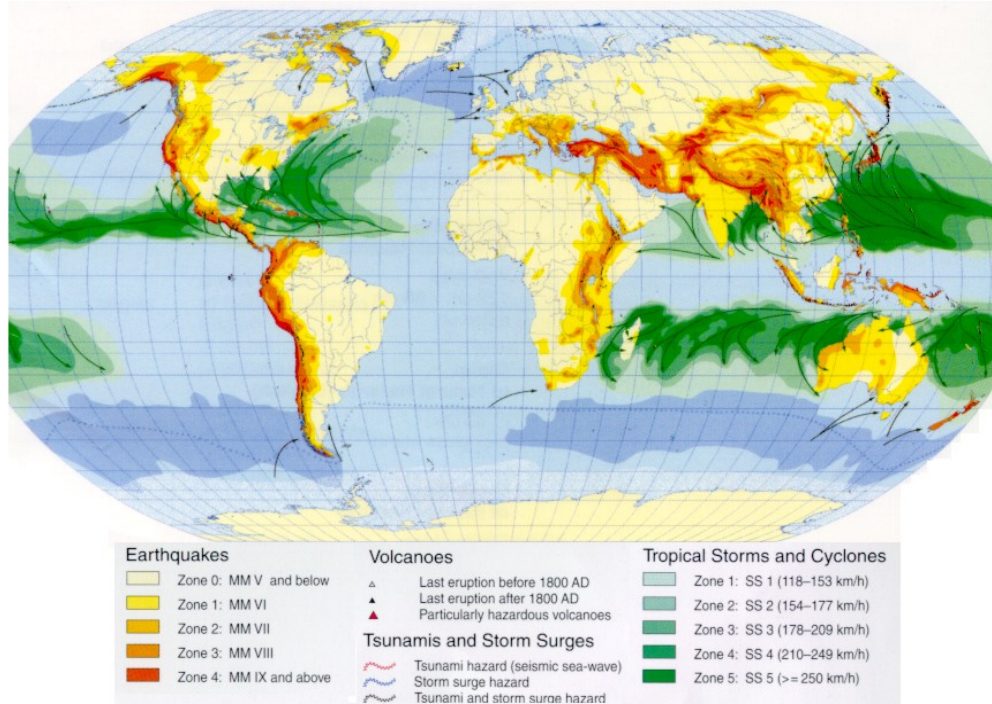 Earthquakes
Zone 0: MM V and below
Zone 1: MM VI
Zone 2: MM VII
Zone 3: MM VIII
Zone 4: MM IX and above
Volcanoes
Last eruption before 1800 AD
Last eruption after 1800 AD
Particularly hazardous volcanoes
Tsunamis and Storm Surges
Tsunami hazard (seismic sea-wave)
Storm surge hazard
Tsunami and storm surge hazard
Tropical Storms and Cyclones
Zone 1: SS 1 (118–153 km/h)
Zone 2: SS 2 (154–177 km/h)
Zone 3: SS 3 (178–209 km/h)
Zone 4: SS 4 (210–249 km/h)
Zone 5: SS 5 (>= 250 km/h)